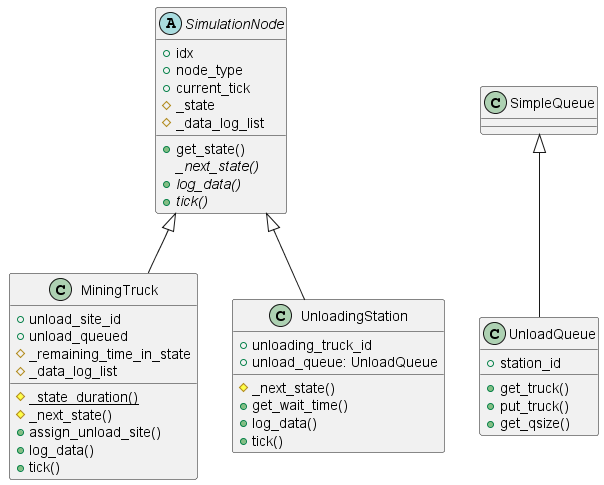 A SimulationNode
idx
node_type
current_tick
_state
_data_log_list
get_state()
_next_state()
log_data()
tick()
C SimpleQueue
C MiningTruck
unload_site_id
unload_queued
_remaining_time_in_state
_data_log_list
_state_duration()
_next_state()
assign_unload_site()
log_data()
tick()
C UnloadingStation
unloading_truck_id
unload_queue: UnloadQueue
_next_state()
get_wait_time()
log_data()
tick()
C UnloadQueue
station_id
get_truck()
put_truck()
get_qsize()